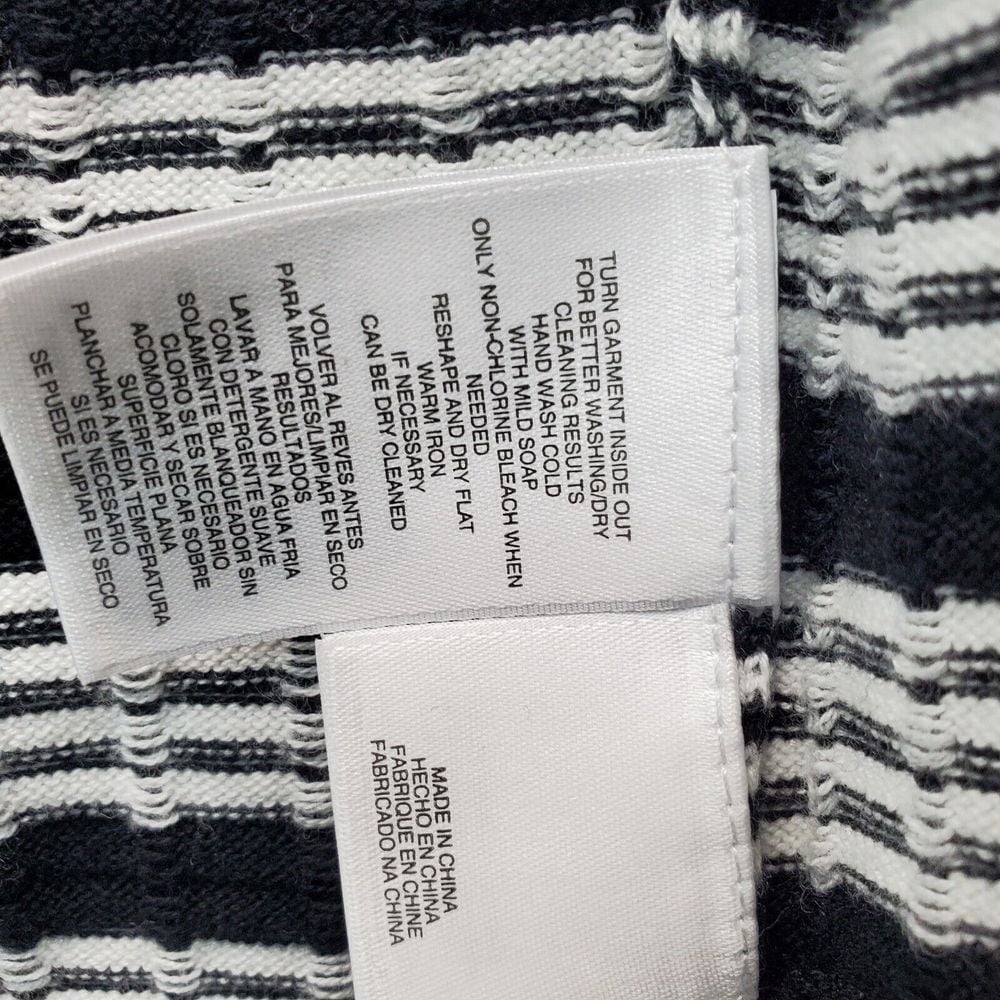 TURN GARMENT INSIDE OUT
FOR BETTER WASHING/DRY
CLEANING RESULTS
HAND WASH COLD
WITH MILD SOAP
ONLY NON-CHLORINE BLEACH WHEN
NEEDED
RESHAPE AND DRY FLAT
WARM IRON
IF NECESSARY
CAN BE DRY CLEANED
VOLVER AL REVES ANTES
PARA MEJORES/LIMPIAR EN SECO
RESULTADOS
LAVAR A MANO EN AGUA FRIA
CON DETERGENTE SUAVE
SOLAMENTE BLANQUEADOR SIN
CLORO SI ES NECESARIO
ACOMODAR Y SECAR SOBRE
SUPERFICIE PLANA
PLANCHAR A MEDIA TEMPERATURA
SI ES NECESARIO
SE PUEDE LIMPIAR EN SECO
MADE IN CHINA
HECHO EN CHINA
FABRIQUE EN CHINE
FABRICADO NA CHINA